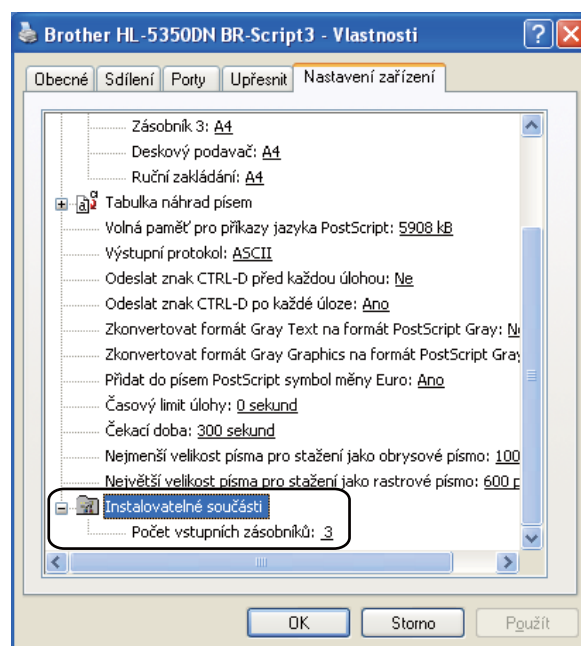 Brother HL-5350DN BR-Script3 - Vlastnosti
Obecné Sdílení Porty Upřesnit Nastavení zařízení
Zásobník 3: A4
Deskový podavač: A4
Ruční zakládání: A4
Tabulka náhrad písem
Volná paměť pro příkazy jazyka PostScript: 5908 kB
Výstupní protokol: ASCII
Odeslat znak CTRL-D před každou úlohou: Ne
Odeslat znak CTRL-D po každé úloze: Ano
Zkonvertovat formát Gray Text na formát PostScript Gray:
Zkonvertovat formát Gray Graphics na formát PostScript Gray
Přidat do písem PostScript symbol měny Euro: Ano
Časový limit úlohy: 0 sekund
Čekací doba: 300 sekund
Nejmenší velikost písma pro stažení jako obrysové písmo: 100
Největší velikost písma pro stažení jako rastrové písmo: 600
Instalovatelné součásti
Počet vstupních zásobníků: 3
OK Storno Použít